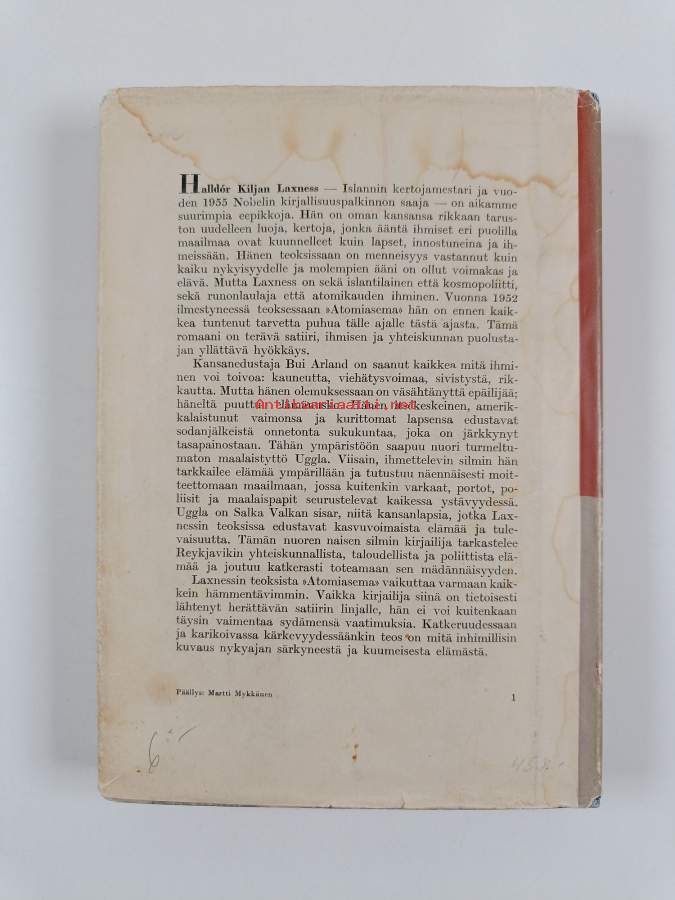 Halldór Kiljan Laxness — Islannin kertojamestari ja vuo-
den 1955 Nobelin kirjallisuuspalkinnon saaja — on aikamme
suurimpia eepikkoja. Hän on oman kansansa rikkaan tarus-
ton uudelleen luoja, kertoja, jonka ääntä ihmiset eri puolilla
maailmaa ovat kuunnelleet kuin lapset, innostuneina ja ih-
meissään. Hänen teoksissaan on menneisyys vastannut kuin
kaiku nykyisyydelle ja molempien ääni on ollut voimakas ja
elävä. Mutta Laxness on sekä islantilainen että kosmopoliitti,
sekä runonlaulaja että atomikauden ihminen. Vuonna 1952
ilmestyneessä teoksessaan »Atomiasema» hän on ennen kaik-
kea tuntenut tarvetta puhua tälle ajalle tästä ajasta. Tämä
romaani on terävä satiiri, ihmisen ja yhteiskunnan puolusta-
jan yllättävä hyökkäys.
Kansanedustaja Bui Arland on saanut kaikkea mitä ihmi-
nen voi toivoa: kauneutta, viehätysvoimaa, sivistystä, rik-
kautta. Mutta hänen olemuksessaan on väsähtänyttä epäilijää;
häneltä puuttuu elämänusko. Hänen itsekeskeinen, amerik-
kalaistunut vaimonsa ja kurittomat lapsensa edustavat
sodanjälkeistä onnetonta sukukuntaa, joka on järkkynyt
tasapainostaan. Tähän ympäristöön saapuu nuori turmeltu-
maton maalaistyttö Uggla. Viisain, ihmettelevin silmin hän
tarkkailee elämää ympärillään ja tutustuu näennäisesti moit-
teettomaan maailmaan, jossa kuitenkin varkaat, portot, po-
liisit ja maalaispapit seurustelevat kaikessa ystävyydessä.
Uggla on Salka Valkan sisar, niitä kansanlapsia, jotka Lax-
nessin teoksissa edustavat kasvuvoimaista elämää ja tule-
vaisuutta. Tämän nuoren naisen silmin kirjailija tarkastelee
Reykjavikin yhteiskunnallista, taloudellista ja poliittista elä-
mää ja joutuu katkerasti toteamaan sen mädännäisyyden.
Laxnessin teoksista »Atomiasema» vaikuttaa varmaan kaik-
kein hämmentävimmin. Vaikka kirjailija siinä on tietoisesti
lähtenyt herättävän satiirin linjalle, hän ei voi kuitenkaan
täysin vaimentaa sydämensä vaatimuksia. Katkeruudessaan
ja karikoivassa kärkevyydessäänkin teos on mitä inhimillisin
kuvaus nykyajan särkyneestä ja kuumeisesta elämästä.
Päällys: Martti Mykkänen
1
antikvariaatti.net